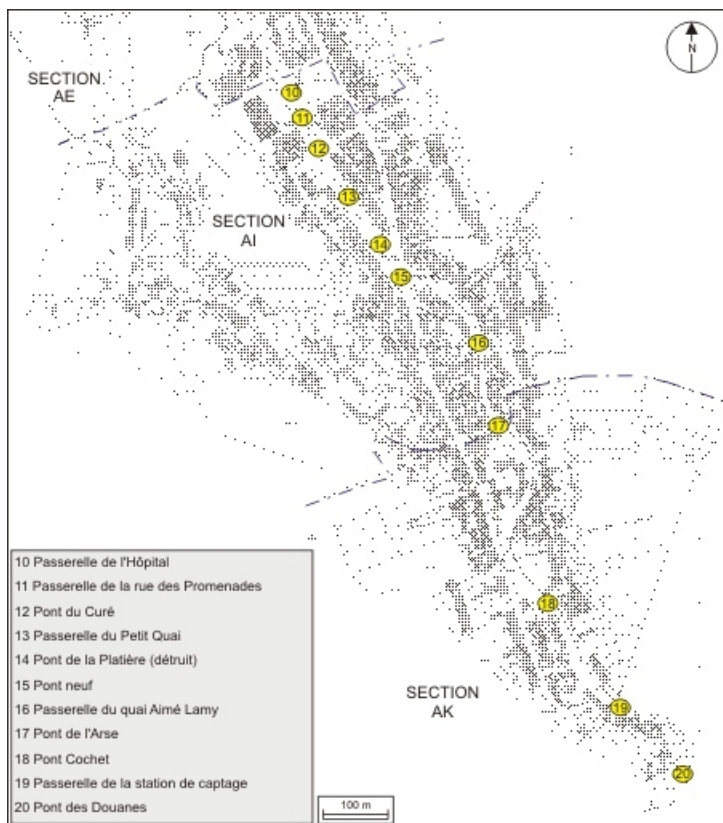 N
SECTION
AE
10
11
12
13
SECTION
AI
14
15
16
17
10 Passerelle de l'Hôpital
11 Passerelle de la rue des Promenades
12 Pont du Curé
13 Passerelle du Petit Quai
14 Pont de la Platière (détruit)
15 Pont neuf
16 Passerelle du quai Aimé Lamy
17 Pont de l'Arse
18 Pont Cochet
19 Passerelle de la station de captage
20 Pont des Douanes
18
SECTION
AK
19
20
100 m